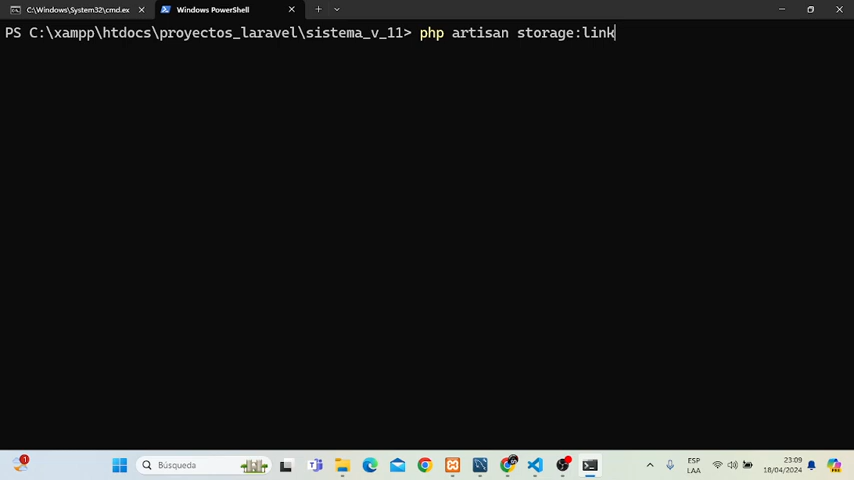 C:\Windows\System32\cmd.ex
Windows PowerShell
PS C:\xampp\htdocs\proyectos_laravel\sistema_v_11> php artisan storage:link
1
Búsqueda
ESP
LAA
23:09
18/04/2024